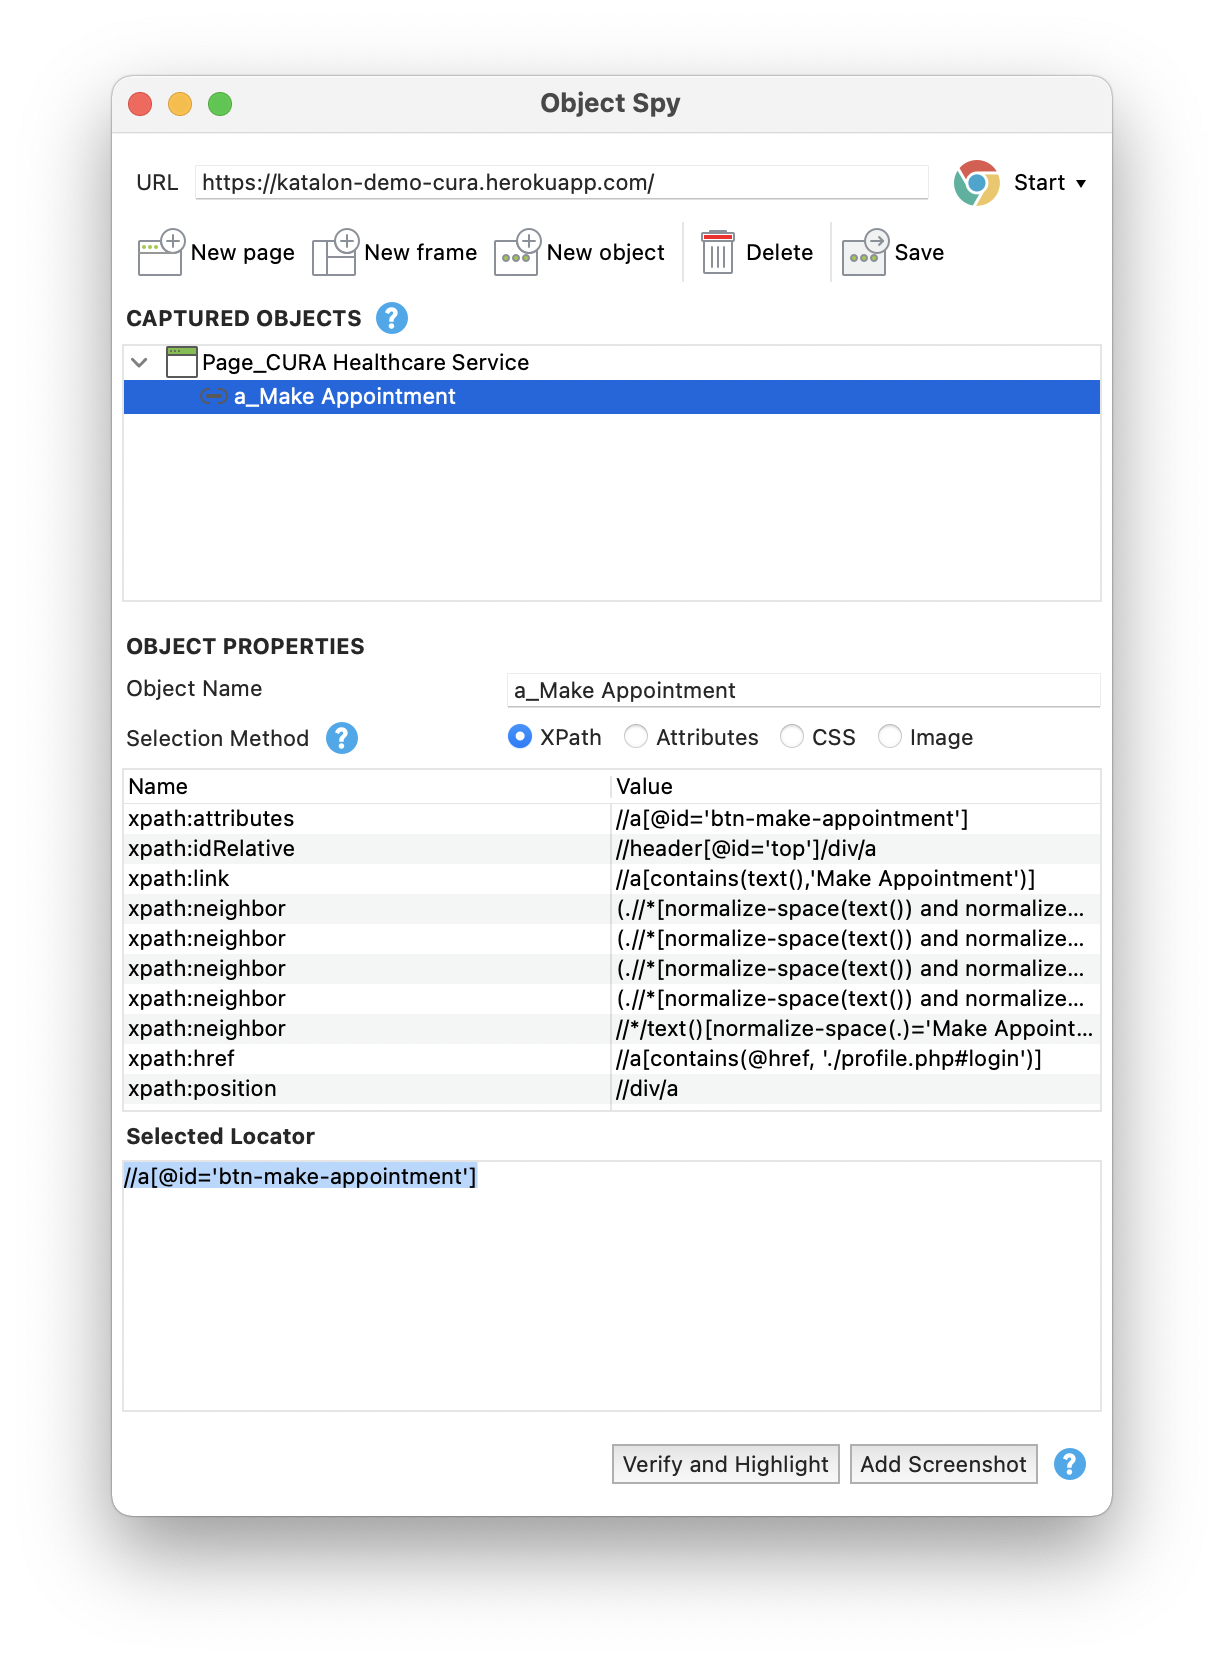 Object Spy
URL https://katalon-demo-cura.herokuapp.com/ Start
New page New frame New object Delete Save
CAPTURED OBJECTS ?
Page_CURA Healthcare Service
a_Make Appointment
OBJECT PROPERTIES
Object Name a_Make Appointment
Selection Method ? XPath Attributes CSS Image
Name Value
xpath:attributes //a[@id='btn-make-appointment']
xpath:idRelative //header[@id='top']/div/a
xpath:link //a[contains(text(),'Make Appointment')]
xpath:neighbor (.//*[normalize-space(text()) and normalize...
xpath:neighbor (.//*[normalize-space(text()) and normalize...
xpath:neighbor (.//*[normalize-space(text()) and normalize...
xpath:neighbor (.//*[normalize-space(text()) and normalize...
xpath:neighbor //*/text()[normalize-space(.)='Make Appoint...
xpath:href //a[contains(@href, './profile.php#login')]
xpath:position //div/a
Selected Locator
//a[@id='btn-make-appointment']
Verify and Highlight Add Screenshot ?